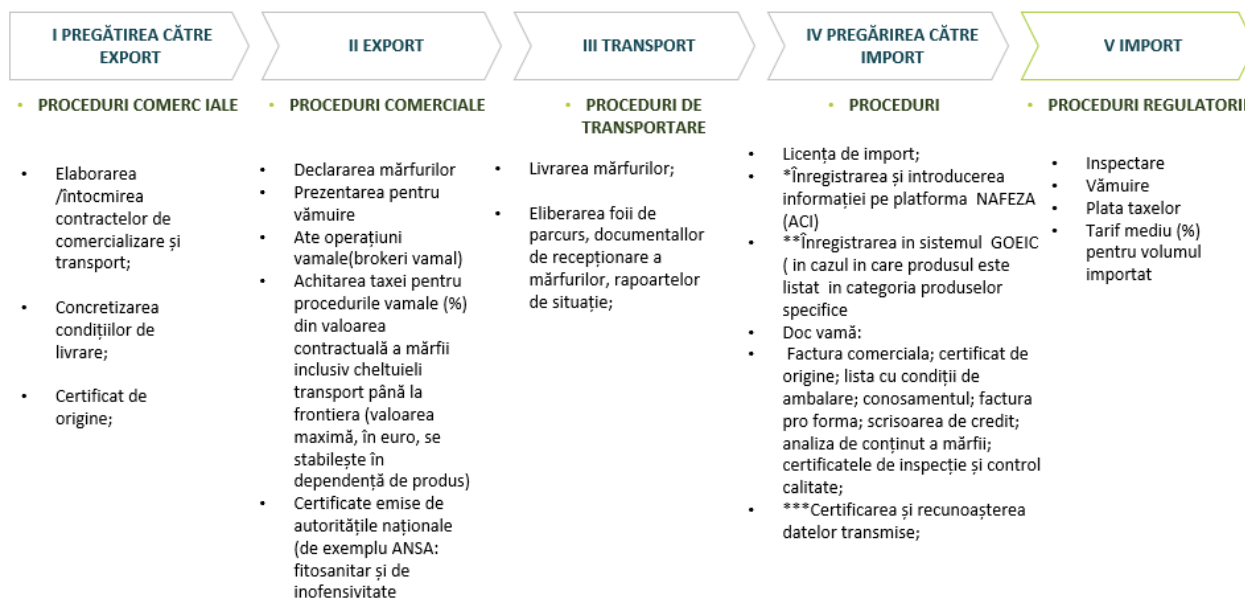 I PREGĂTIREA CĂTRE
EXPORT
• PROCEDURI COMERC IALE
• Elaborarea
/întocmirea
contractelor de
comercializare și
transport;
• Concretizarea
condițiilor de
livrare;
• Certificat de
origine;
II EXPORT
• PROCEDURI COMERCIALE
• Declararea mărfurilor
• Prezentarea pentru
vămuire
• Ate operațiuni
vamale(brokeri vamal)
• Achitarea taxei pentru
procedurile vamale (%)
din valoarea
contractuală a mărfii
inclusiv cheltuieli
transport până la
frontiera (valoarea
maximă, în euro, se
stabilește în
dependență de produs)
• Certificate emise de
autoritățile naționale
(de exemplu ANSA:
fitosanitar și de
inofensivitate
III TRANSPORT
• PROCEDURI DE
TRANSPORTARE
• Livrarea mărfurilor;
• Eliberarea foii de
parcurs, documentallor
de recepționare a
mărfurilor, rapoartelor
de situație;
IV PREGĂRIREA CĂTRE
IMPORT
• PROCEDURI
• Licența de import;
• *Înregistrarea și introducerea
informației pe platforma NAFEZA
(ACI)
• **Înregistrarea in sistemul GOEIC
( in cazul in care produsul este
listat in categoria produselor
specifice
• Doc vamă:
• Factura comerciala; certificat de
origine; lista cu condiții de
ambalare; conosamentul; factura
pro forma; scrisoarea de credit;
analiza de conținut a mărfii;
certificatele de inspecție și control
calitate;
• ***Certificarea și recunoașterea
datelor transmise;
V IMPORT
• PROCEDURI REGULATORII
• Inspectare
• Vămuire
• Plata taxelor
• Tarif mediu (%)
pentru volumul
importat